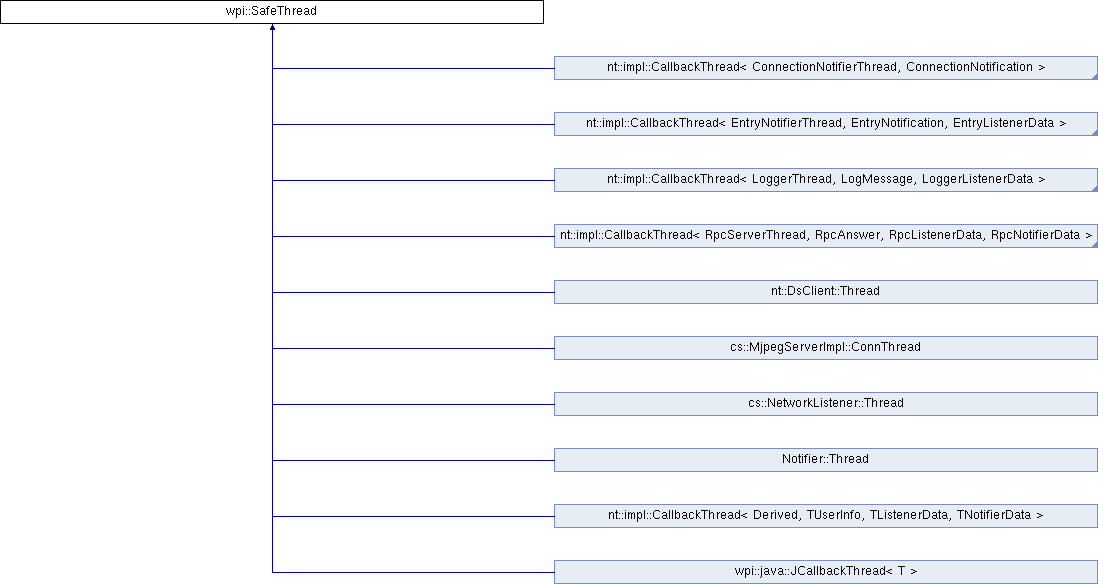 wpi::SafeThread
nt::impl::CallbackThread< ConnectionNotifierThread, ConnectionNotification >
nt::impl::CallbackThread< EntryNotifierThread, EntryNotification, EntryListenerData >
nt::impl::CallbackThread< LoggerThread, LogMessage, LoggerListenerData >
nt::impl::CallbackThread< RpcServerThread, RpcAnswer, RpcListenerData, RpcNotifierData >
nt::DsClient::Thread
cs::MjpegServerImpl::ConnThread
cs::NetworkListener::Thread
Notifier::Thread
nt::impl::CallbackThread< Derived, TUserInfo, TListenerData, TNotifierData >
wpi::java::JCallbackThread< T >